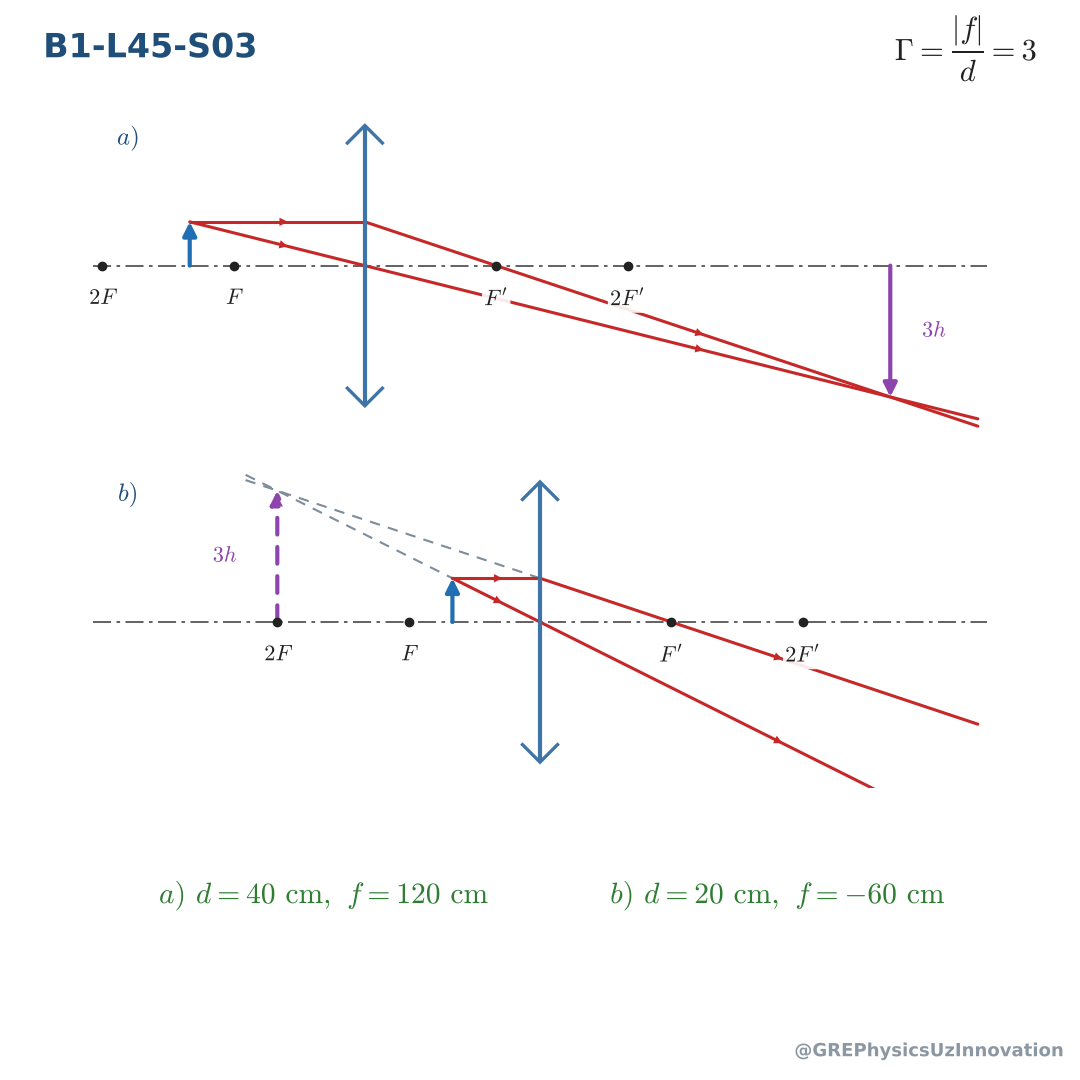 B1-L45-S03
Γ = |f|/d = 3
a)
2F F F′ 2F′
3h
b)
3h
2F F F′ 2F′
a) d = 40 cm, f = 120 cm b) d = 20 cm, f = −60 cm
@GREPhysicsUzInnovation